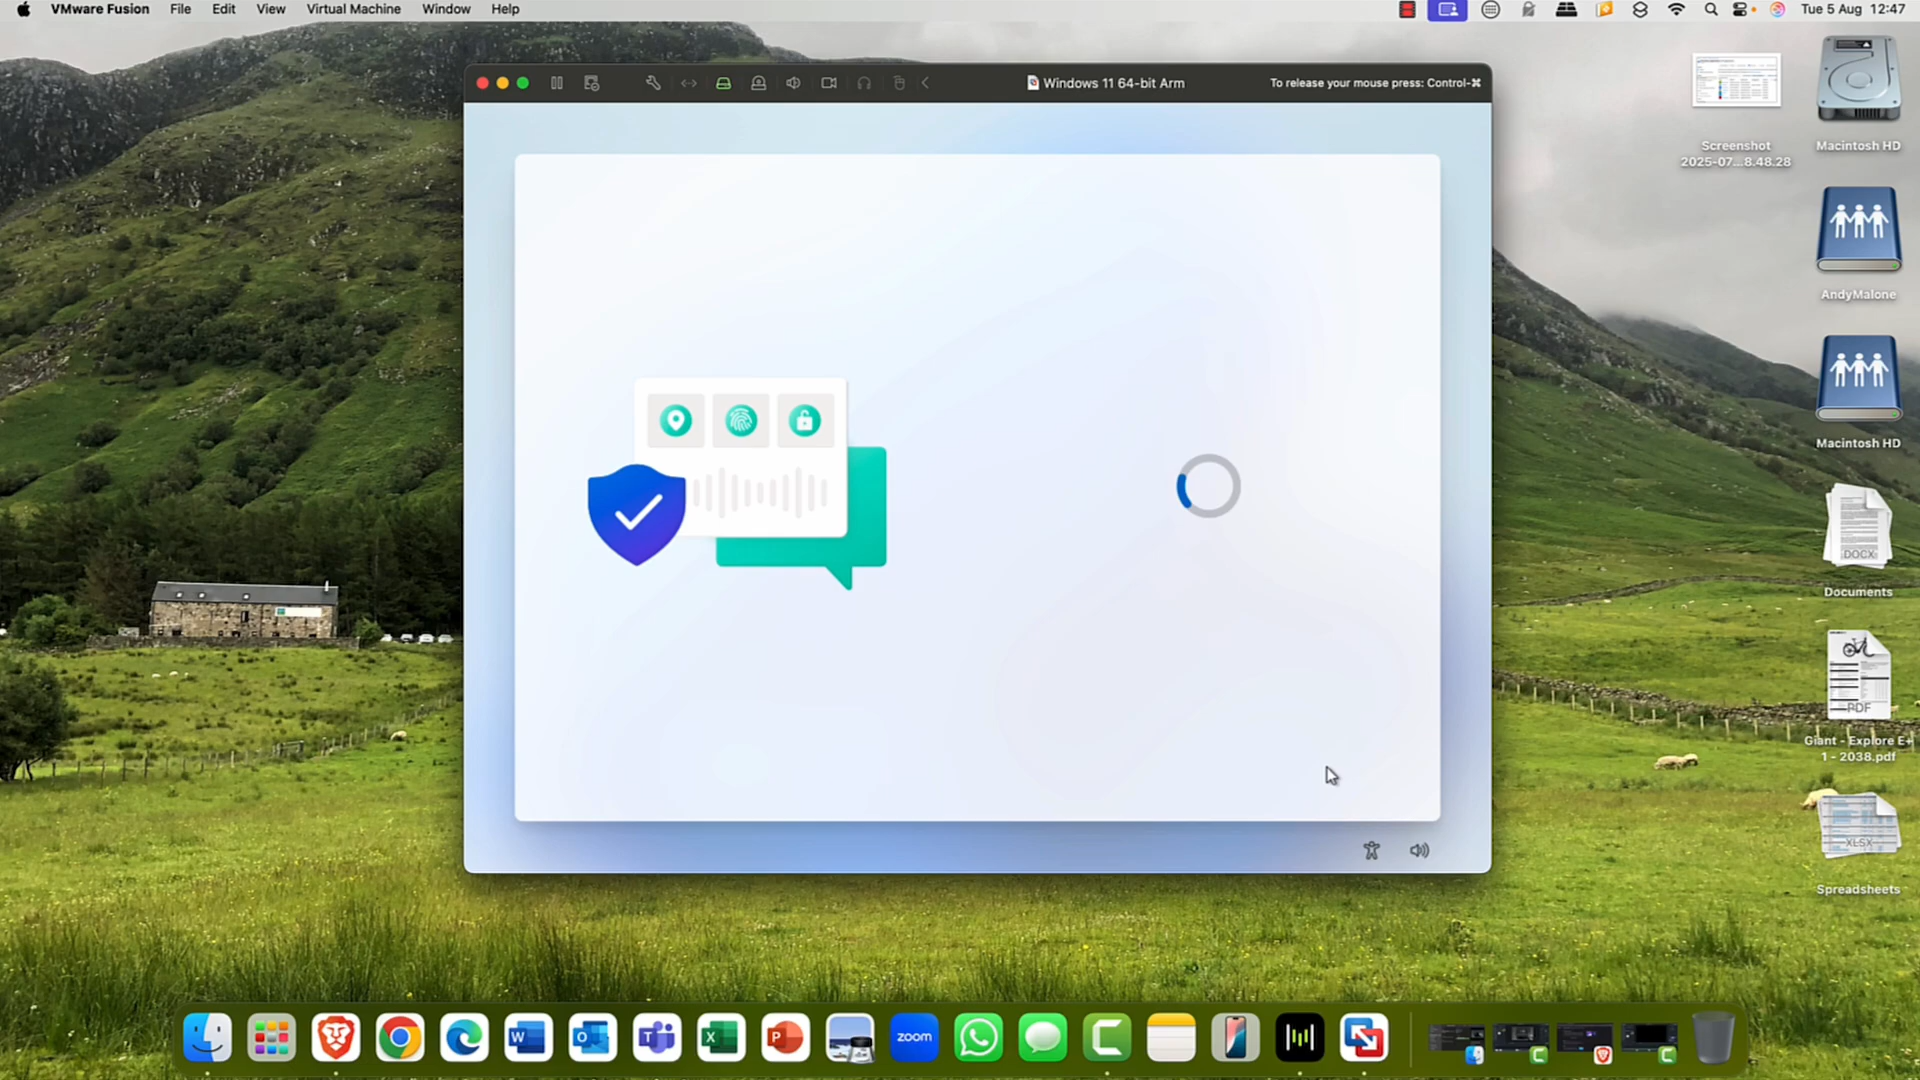 VMware Fusion File Edit View Virtual Machine Window Help
Tue 5 Aug 12:47
Windows 11 64-bit Arm
To release your mouse press: Control-⌘
Screenshot
2025-07...8.48.28
Macintosh HD
AndyMalone
Macintosh HD
DOCX
Documents
PDF
Giant - Explore E+
1 - 2038.pdf
XLSX
Spreadsheets
zoom